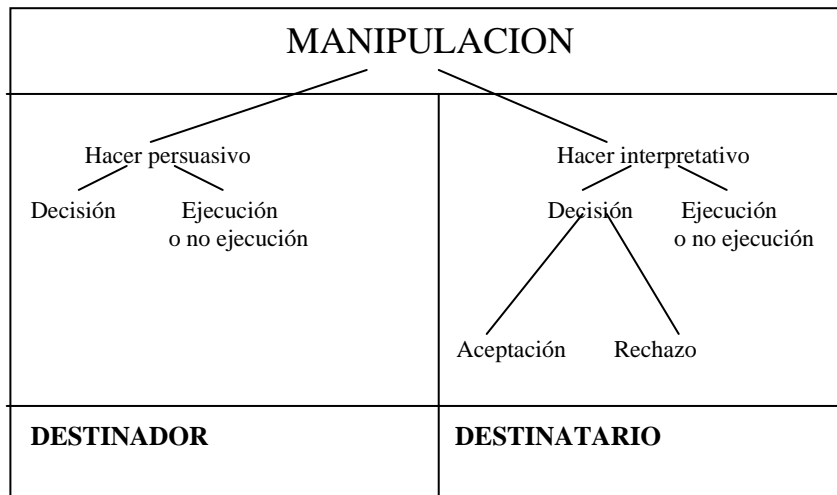 MANIPULACION
Hacer persuasivo
Decisión
Ejecución
o no ejecución
Hacer interpretativo
Decisión
Ejecución
o no ejecución
Aceptación
Rechazo
DESTINADOR
DESTINATARIO